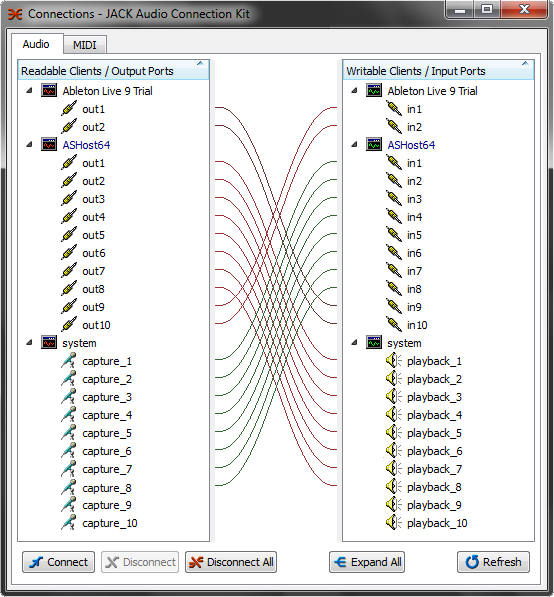 Connections - JACK Audio Connection Kit
Audio
MIDI
Readable Clients / Output Ports
Ableton Live 9 Trial
out1
out2
ASHost64
out1
out2
out3
out4
out5
out6
out7
out8
out9
out10
system
capture_1
capture_2
capture_3
capture_4
capture_5
capture_6
capture_7
capture_8
capture_9
capture_10
Writable Clients / Input Ports
Ableton Live 9 Trial
in1
in2
ASHost64
in1
in2
in3
in4
in5
in6
in7
in8
in9
in10
system
playback_1
playback_2
playback_3
playback_4
playback_5
playback_6
playback_7
playback_8
playback_9
playback_10
Connect
Disconnect
Disconnect All
Expand All
Refresh